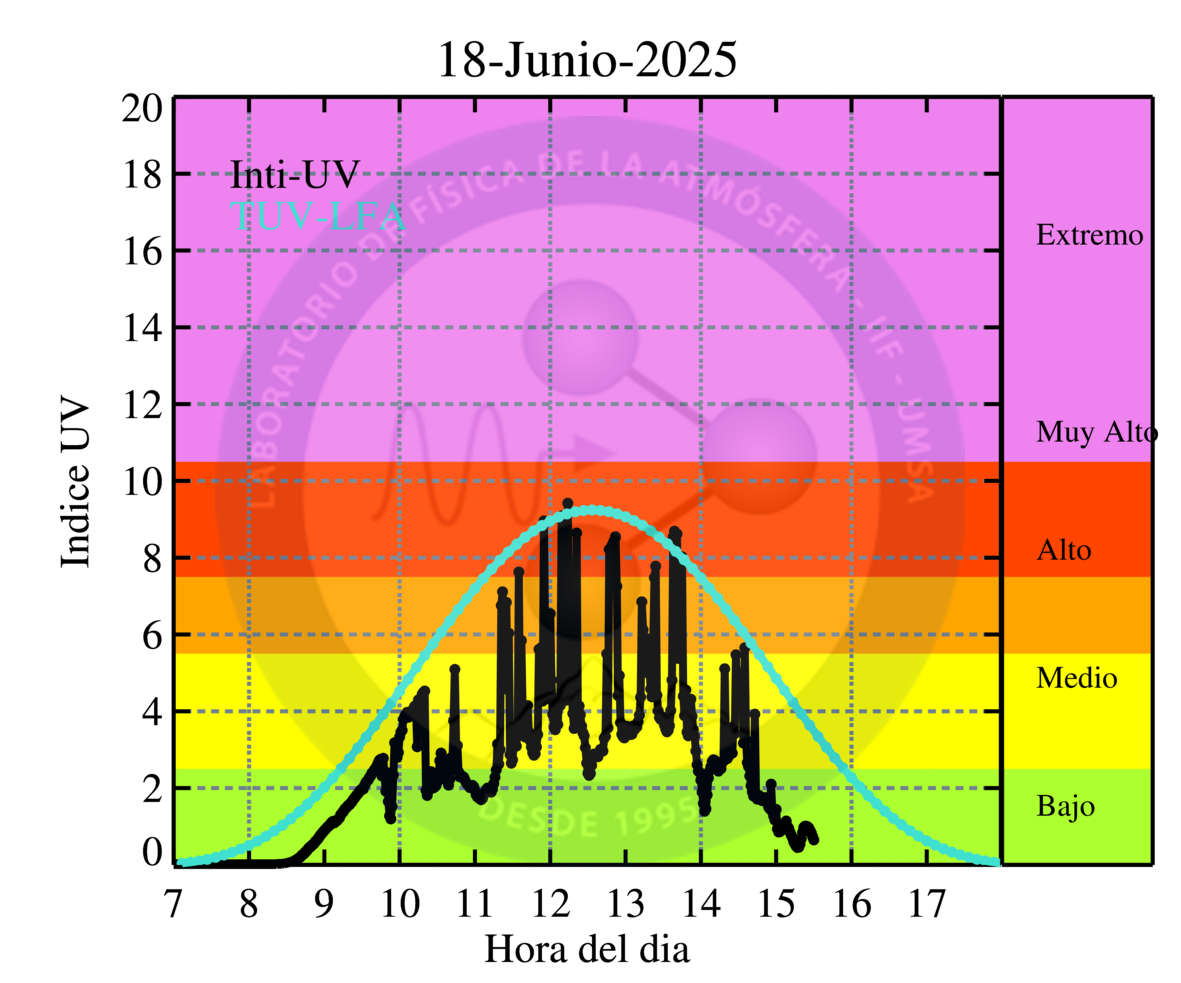 18-Junio-2025
20
18
16
14
12
10
8
6
4
2
0
Indice UV
Inti-UV
TUV-LFA
LABORATORIO DE FÍSICA DE LA ATMÓSFERA - IIF - UMSA
DESDE 1995
Extremo
Muy Alto
Alto
Medio
Bajo
7 8 9 10 11 12 13 14 15 16 17
Hora del dia